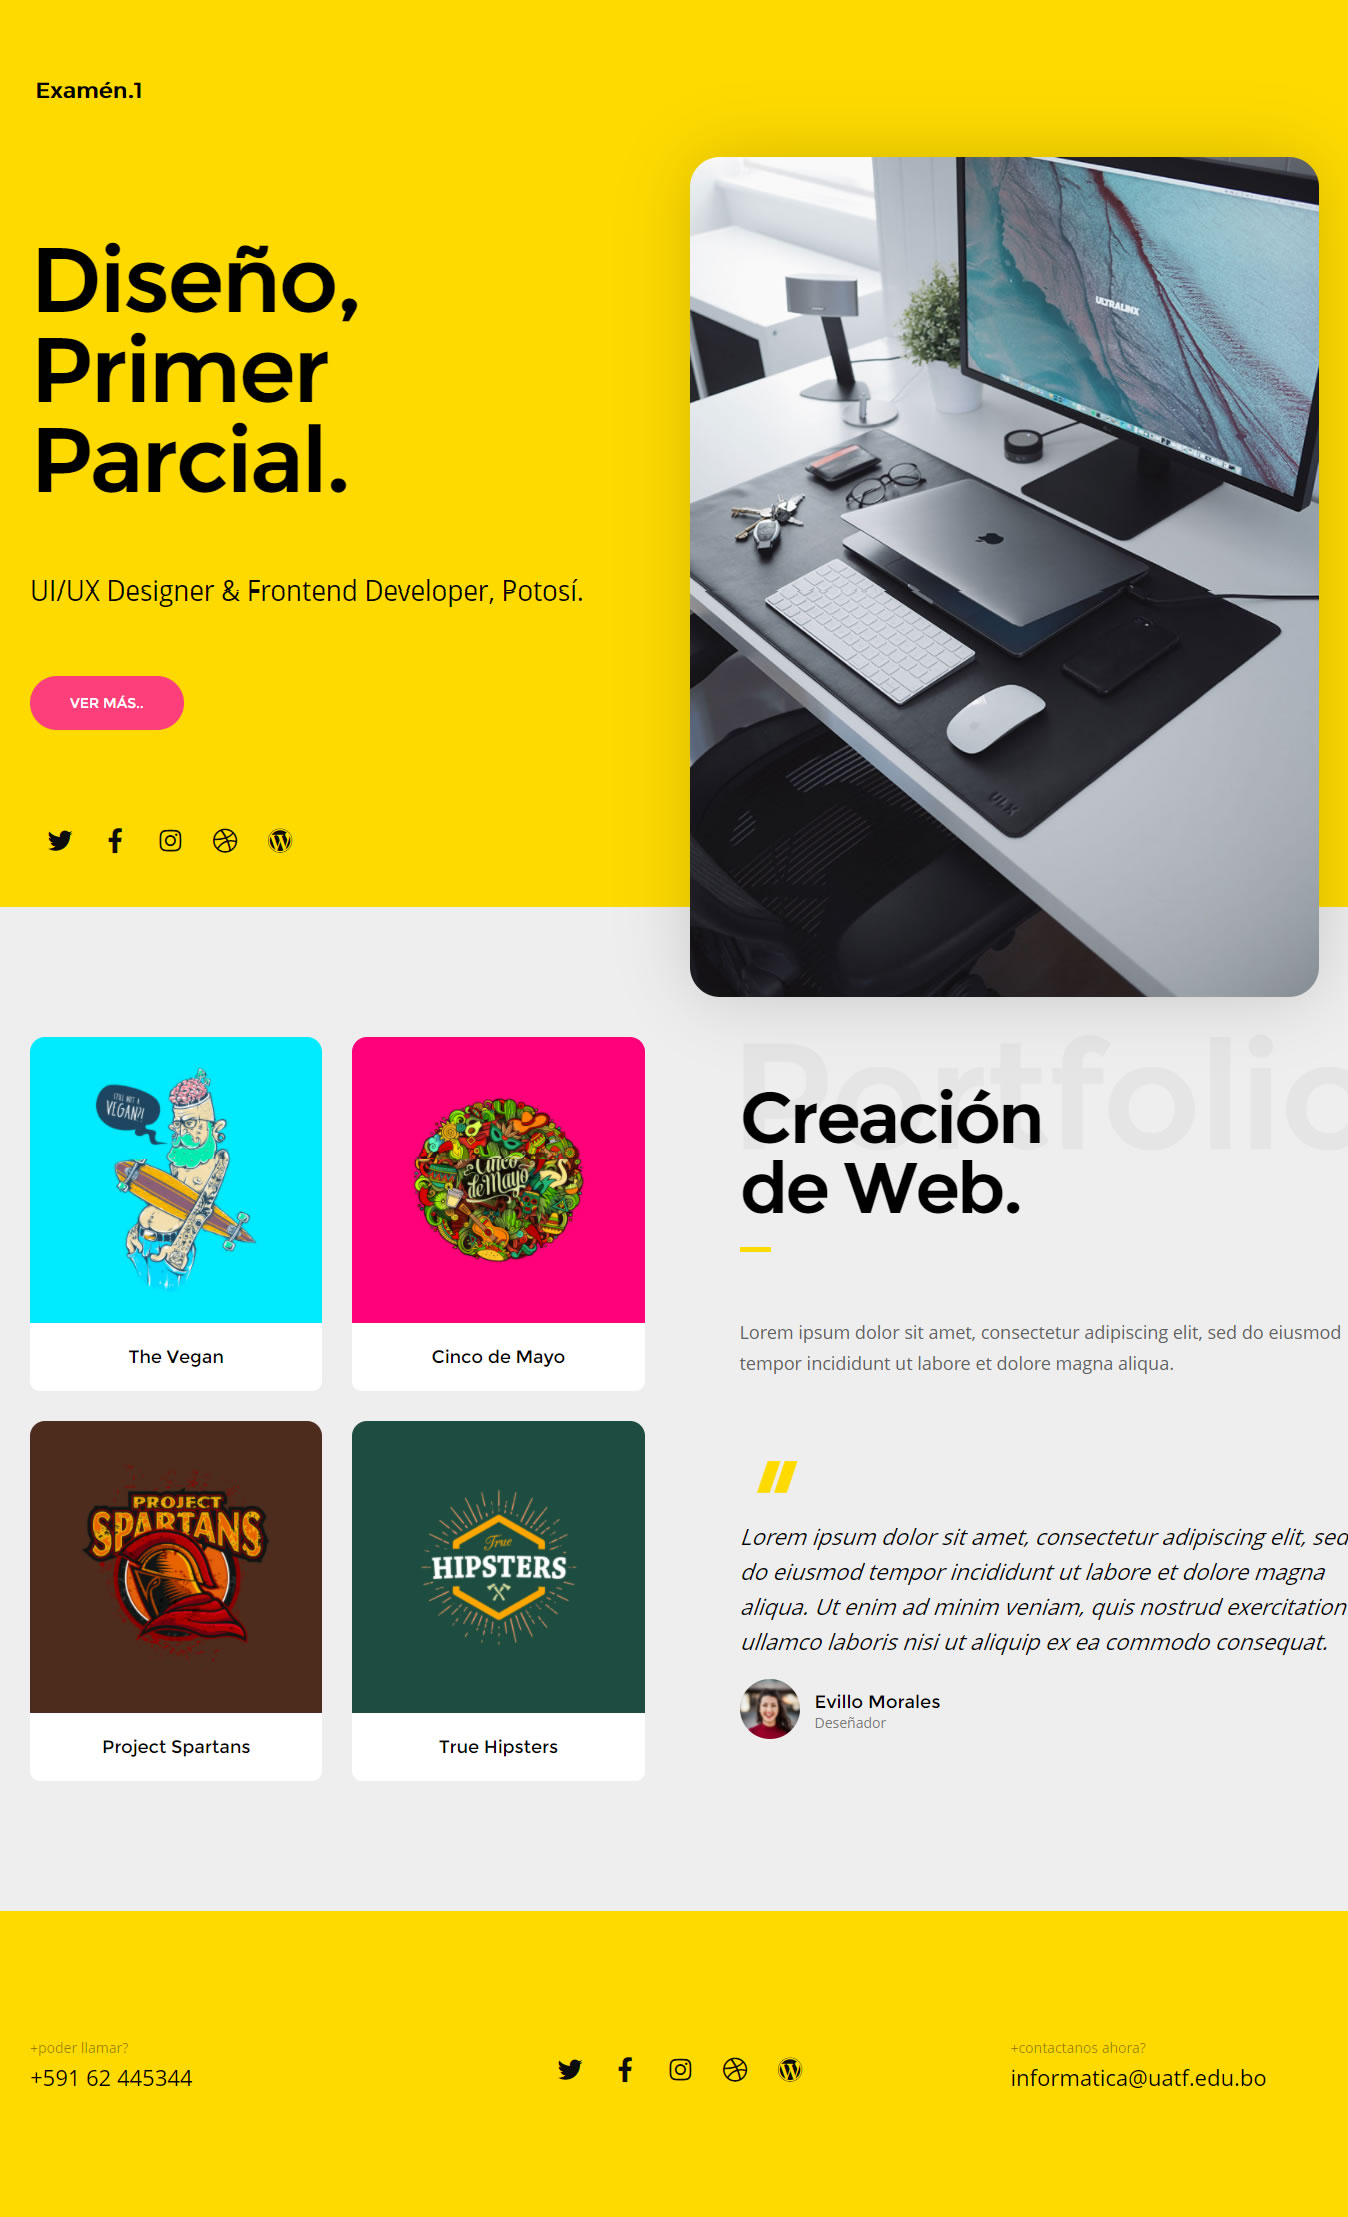 Examén.1
Diseño,
Primer
Parcial.
UI/UX Designer & Frontend Developer, Potosí.
VER MÁS..
ULTRALINX
ULX
Portfolio
Creación
de Web.
STILL NOT A
VEGAN?!
The Vegan
Cinco
de Mayo
Cinco de Mayo
Lorem ipsum dolor sit amet, consectetur adipiscing elit, sed do eiusmod
tempor incididunt ut labore et dolore magna aliqua.
PROJECT
SPARTANS
Project Spartans
True
HIPSTERS
True Hipsters
"
Lorem ipsum dolor sit amet, consectetur adipiscing elit, sed
do eiusmod tempor incididunt ut labore et dolore magna
aliqua. Ut enim ad minim veniam, quis nostrud exercitation
ullamco laboris nisi ut aliquip ex ea commodo consequat.
Evillo Morales
Deseñador
+poder llamar?
+591 62 445344
+contactanos ahora?
informatica@uatf.edu.bo